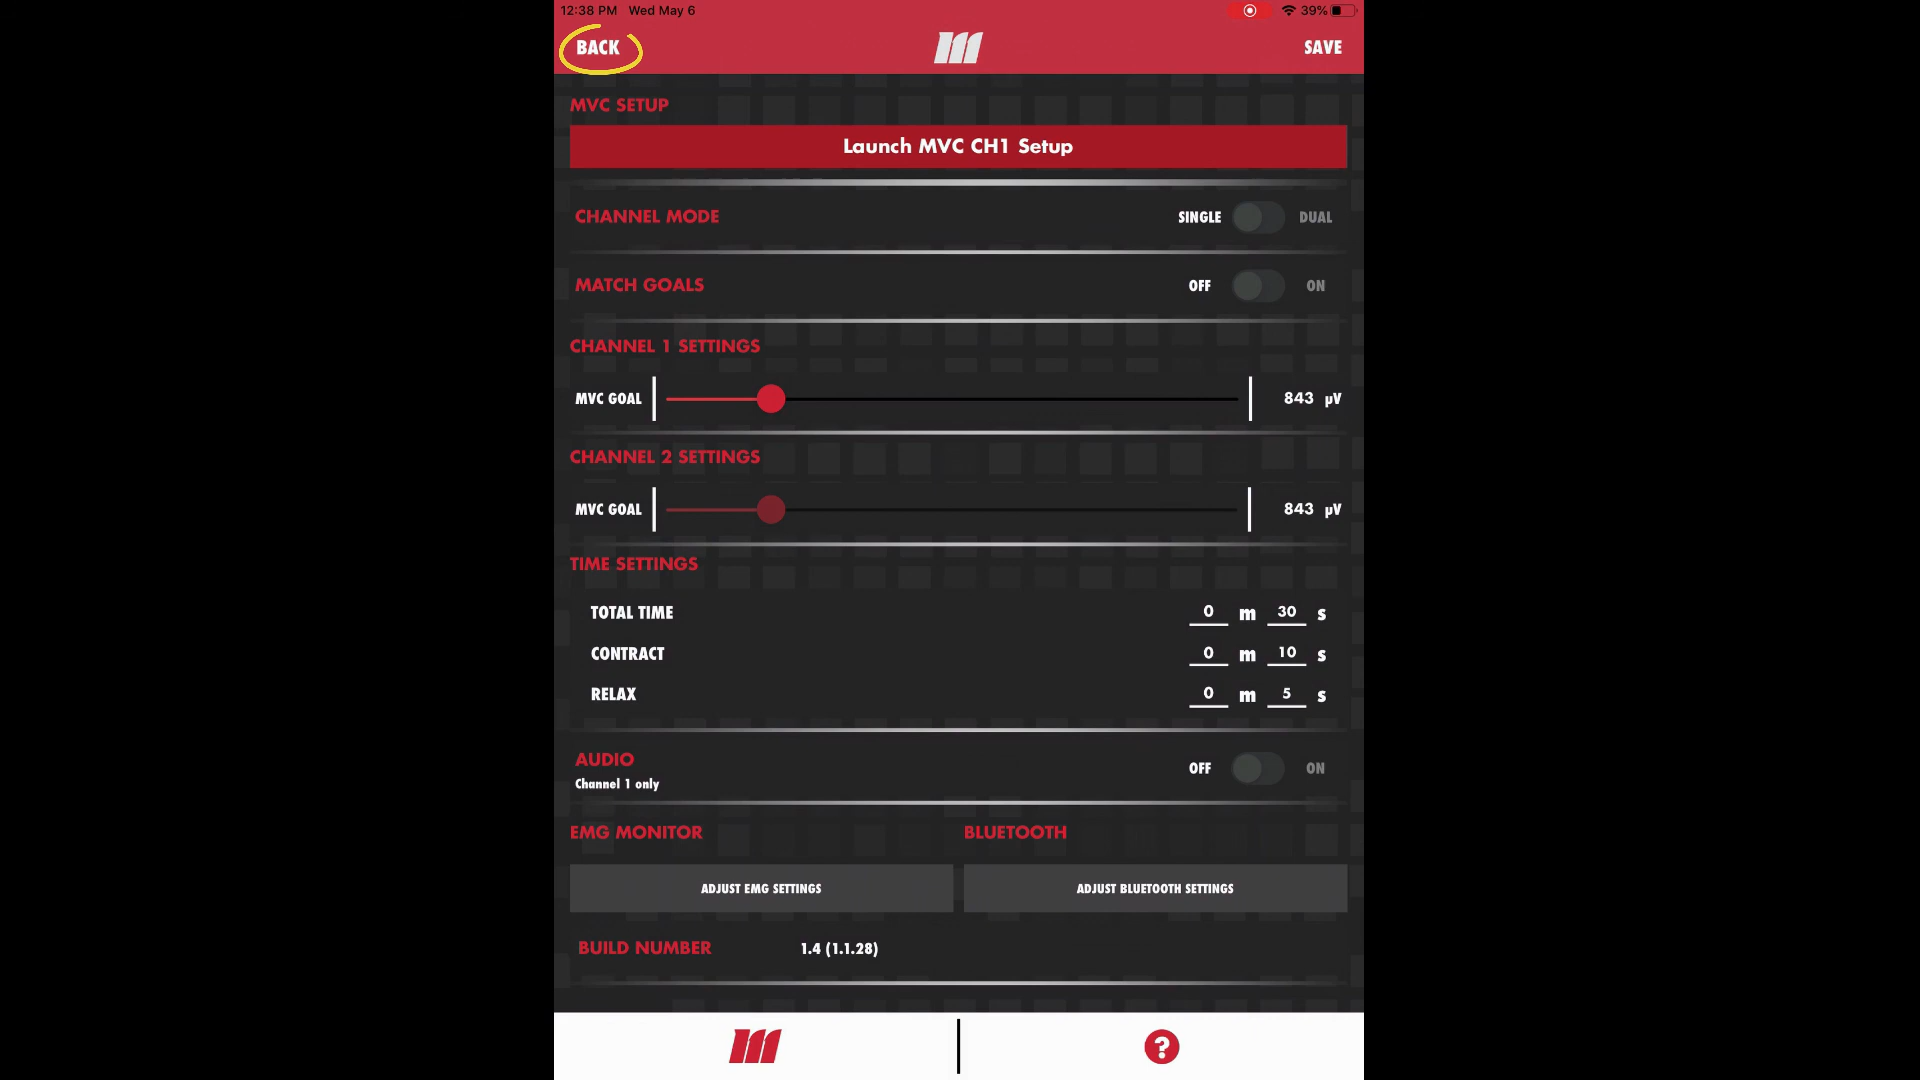 12:38 PM Wed May 6 39%
BACK SAVE
MVC SETUP
Launch MVC CH1 Setup
CHANNEL MODE SINGLE DUAL
MATCH GOALS OFF ON
CHANNEL 1 SETTINGS
MVC GOAL 843 µV
CHANNEL 2 SETTINGS
MVC GOAL 843 µV
TIME SETTINGS
TOTAL TIME 0 m 30 s
CONTRACT 0 m 10 s
RELAX 0 m 5 s
AUDIO OFF ON
Channel 1 only
EMG MONITOR BLUETOOTH
ADJUST EMG SETTINGS ADJUST BLUETOOTH SETTINGS
BUILD NUMBER 1.4 (1.1.28)
?